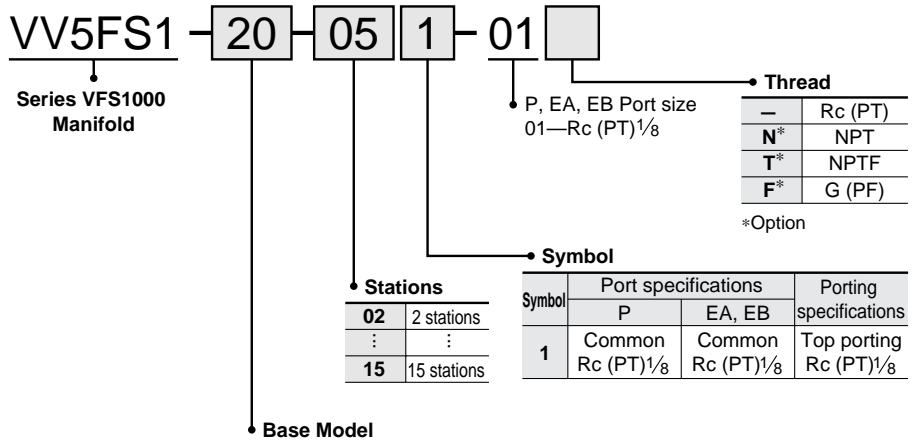 VV5FS1 – 20 – 05 1 – 01
Series VFS1000
Manifold
P, EA, EB Port size
01—Rc (PT)1/8
Thread
– Rc (PT)
N* NPT
T* NPTF
F* G (PF)
*Option
Symbol
Symbol Port specifications Porting specifications
P EA, EB
1 Common Rc (PT)1/8 Common Rc (PT)1/8 Top porting Rc (PT)1/8
Stations
02 2 stations
⋮ ⋮
15 15 stations
Base Model